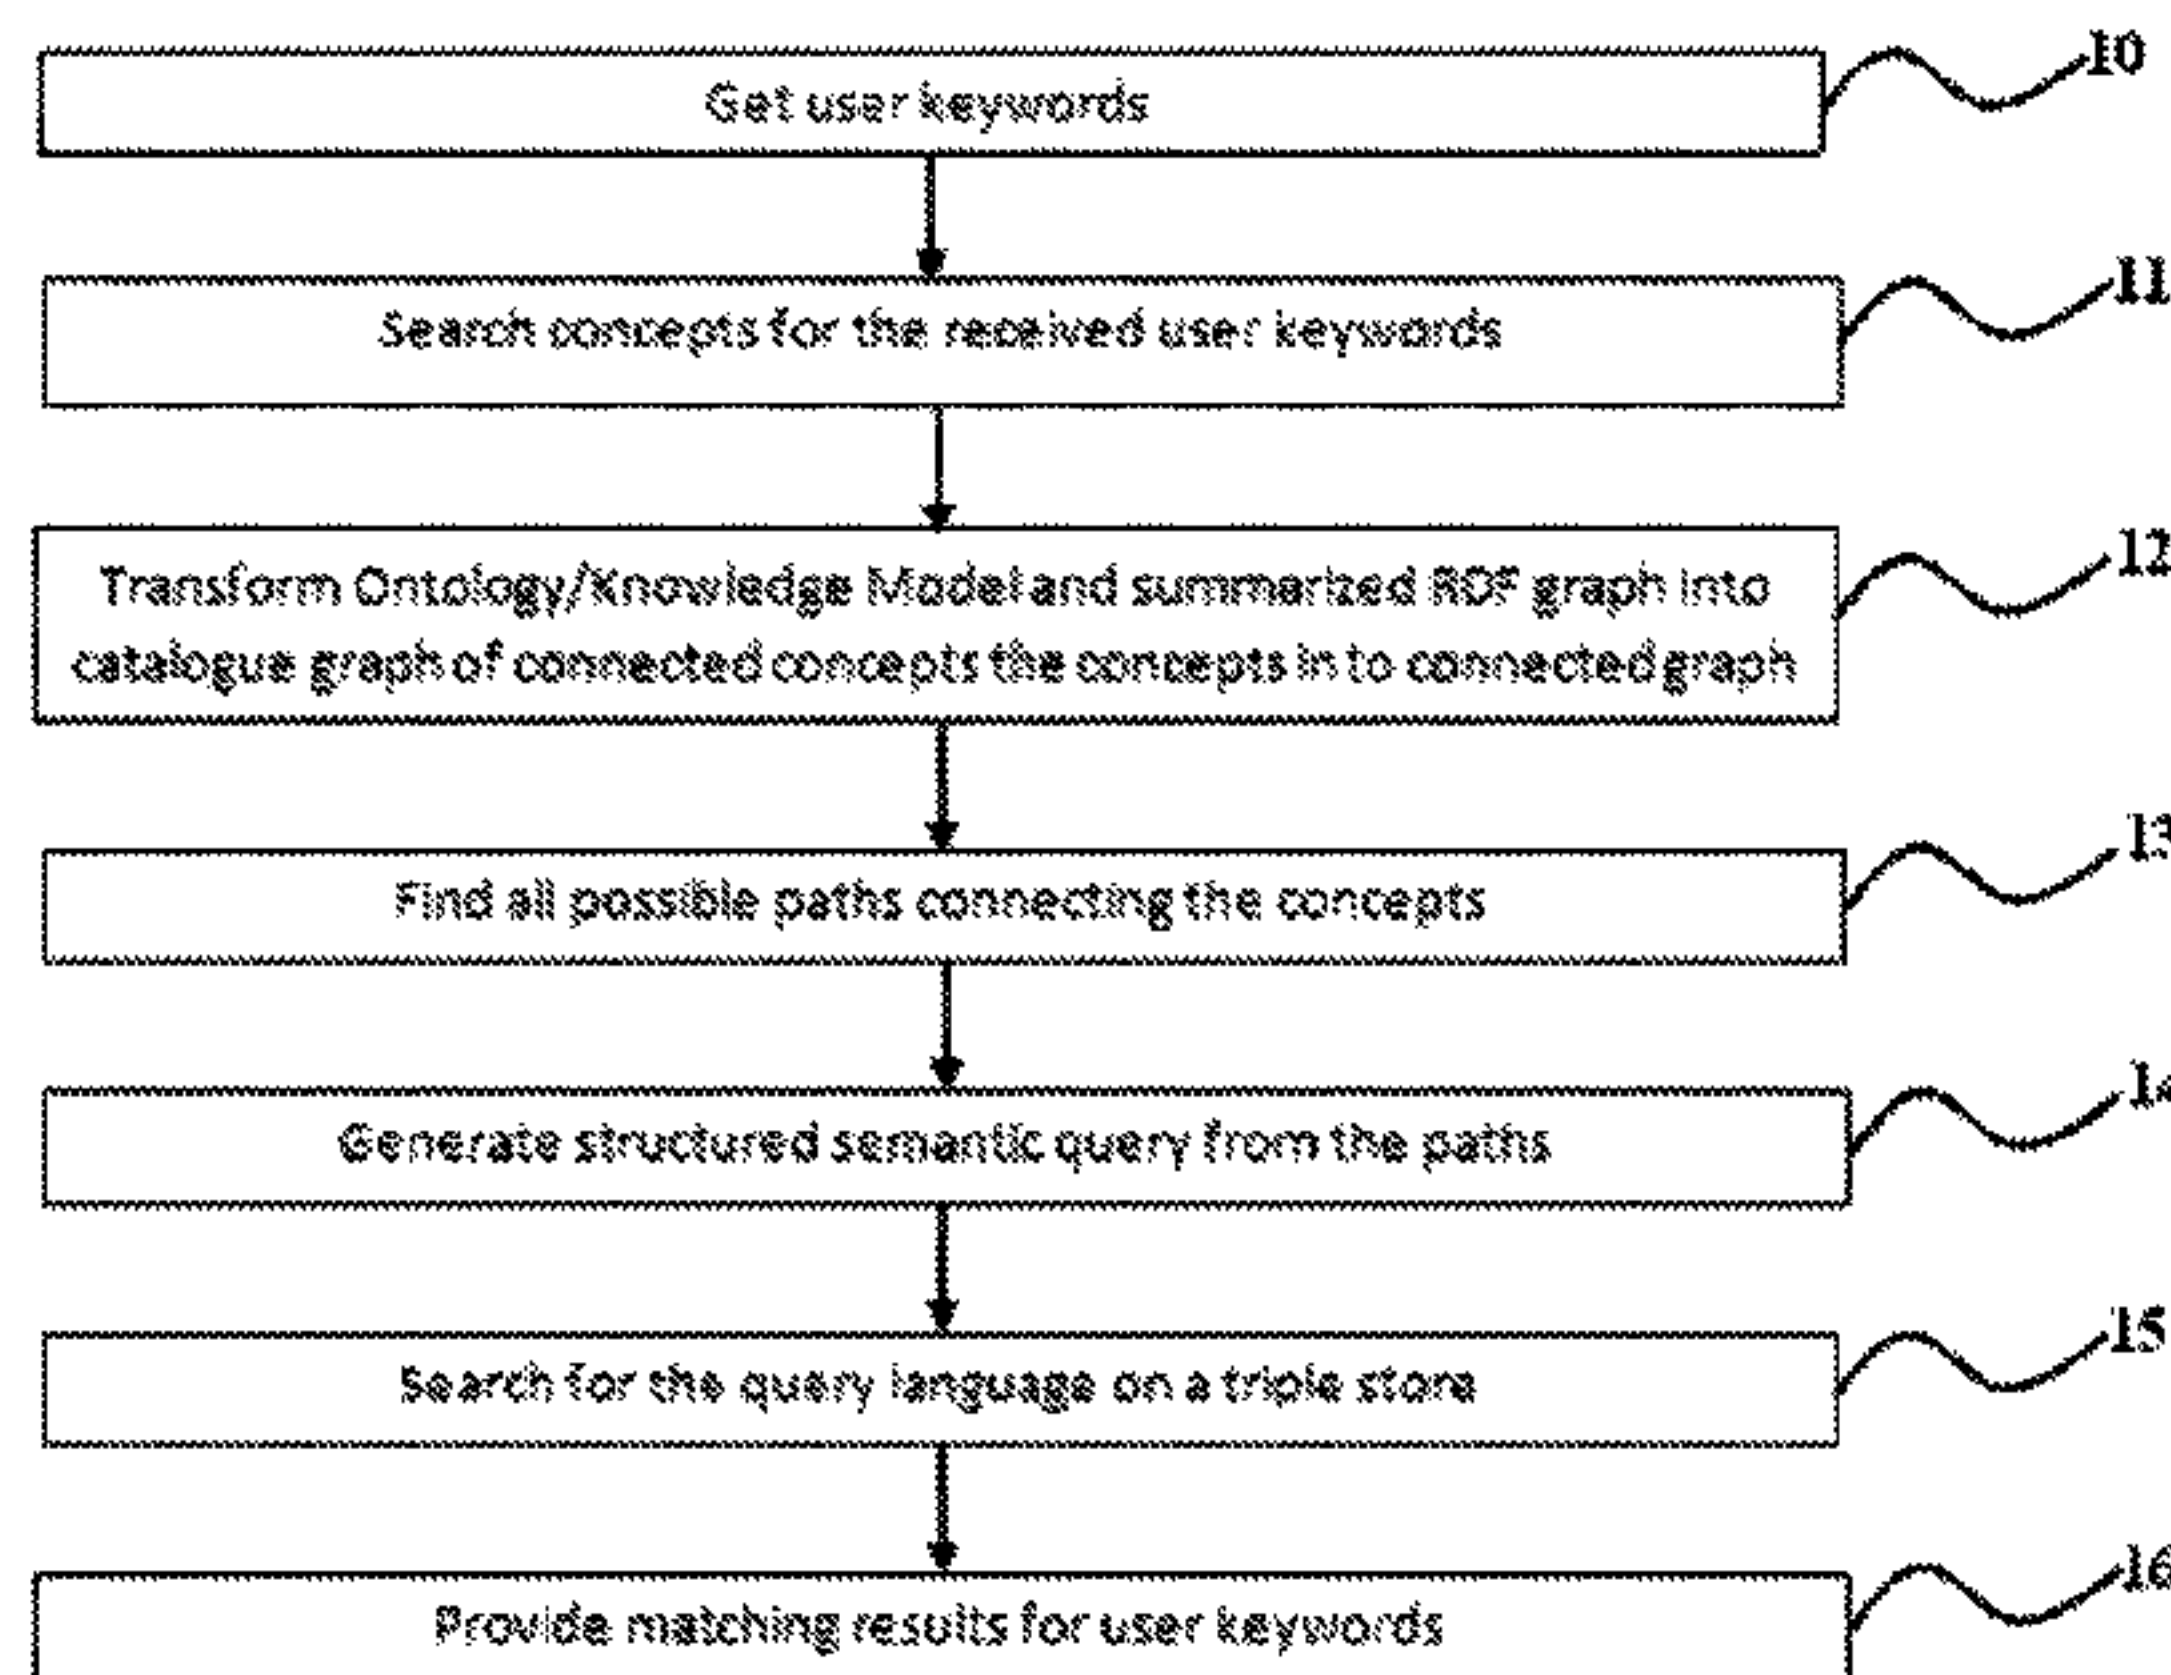 Get user keywords
10
Search concepts for the received user keywords
11
Transform Ontology/Knowledge Model and summarized RDF graph into
catalogue graph of connected concepts the concepts in to connected graph
12
Find all possible paths connecting the concepts
13
Generate structured semantic query from the paths
14
Search for the query language on a triple store
15
Provide matching results for user keywords
16